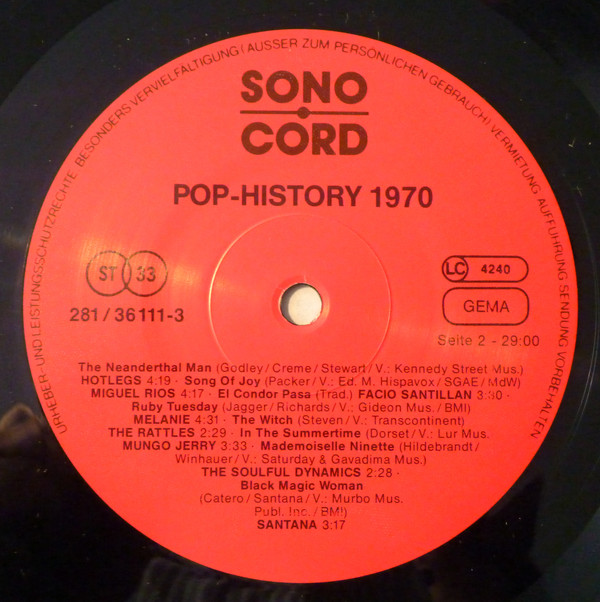 URHEBER- UND LEISTUNGSSCHUTZRECHTE BESONDERS VERVIELFÄLTIGUNG (AUSSER ZUM PERSÖNLICHEN GEBRAUCH) VERMIETUNG AUFFÜHRUNG SENDUNG VORBEHALTEN
SONO
CORD
POP-HISTORY 1970
ST 33
LC 4240
281/36111-3
GEMA
Seite 2 - 29:00
The Neanderthal Man (Godley/Creme/Stewart/V.: Kennedy Street Mus.)
HOTLEGS 4:19 · Song Of Joy (Packer/V.: Ed. M. Hispavox/SGAE/MdW)
MIGUEL RIOS 4:17 · El Condor Pasa (Trad.) FACIO SANTILLAN 3:30 ·
Ruby Tuesday (Jagger/Richards/V.: Gideon Mus./BMI)
MELANIE 4:31 · The Witch (Steven/V.: Transcontinent)
THE RATTLES 2:29 · In The Summertime (Dorset/V.: Lur Mus.)
MUNGO JERRY 3:33 · Mademoiselle Ninette (Hildebrandt/
Winhauer/V.: Saturday & Gavadima Mus.)
THE SOULFUL DYNAMICS 2:28 ·
Black Magic Woman
(Catero/Santana/V.: Murbo Mus.
Publ. Inc./BMI)
SANTANA 3:17